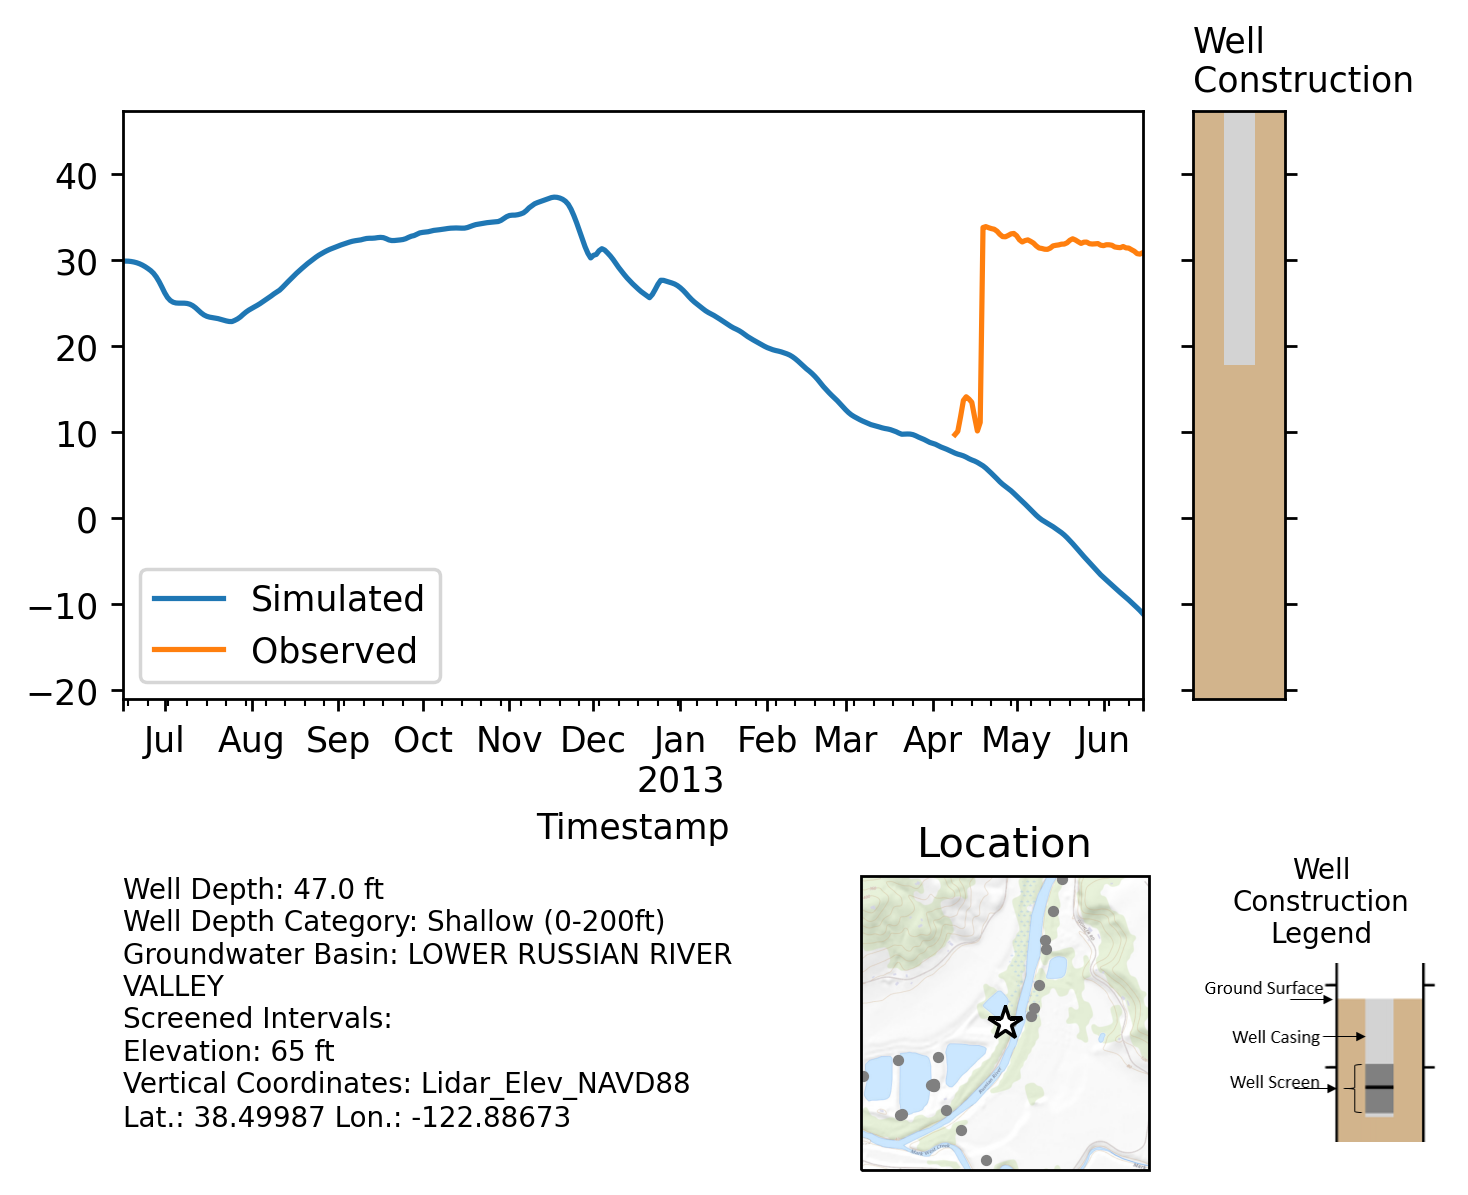 Well
Construction
40
30
20
10
0
−10
−20
Simulated
Observed
Jul Aug Sep Oct Nov Dec Jan Feb Mar Apr May Jun
2013
Timestamp
Location
Well
Construction
Legend
Ground Surface
Well Casing
Well Screen
Well Depth: 47.0 ft
Well Depth Category: Shallow (0-200ft)
Groundwater Basin: LOWER RUSSIAN RIVER
VALLEY
Screened Intervals:
Elevation: 65 ft
Vertical Coordinates: Lidar_Elev_NAVD88
Lat.: 38.49987 Lon.: -122.88673